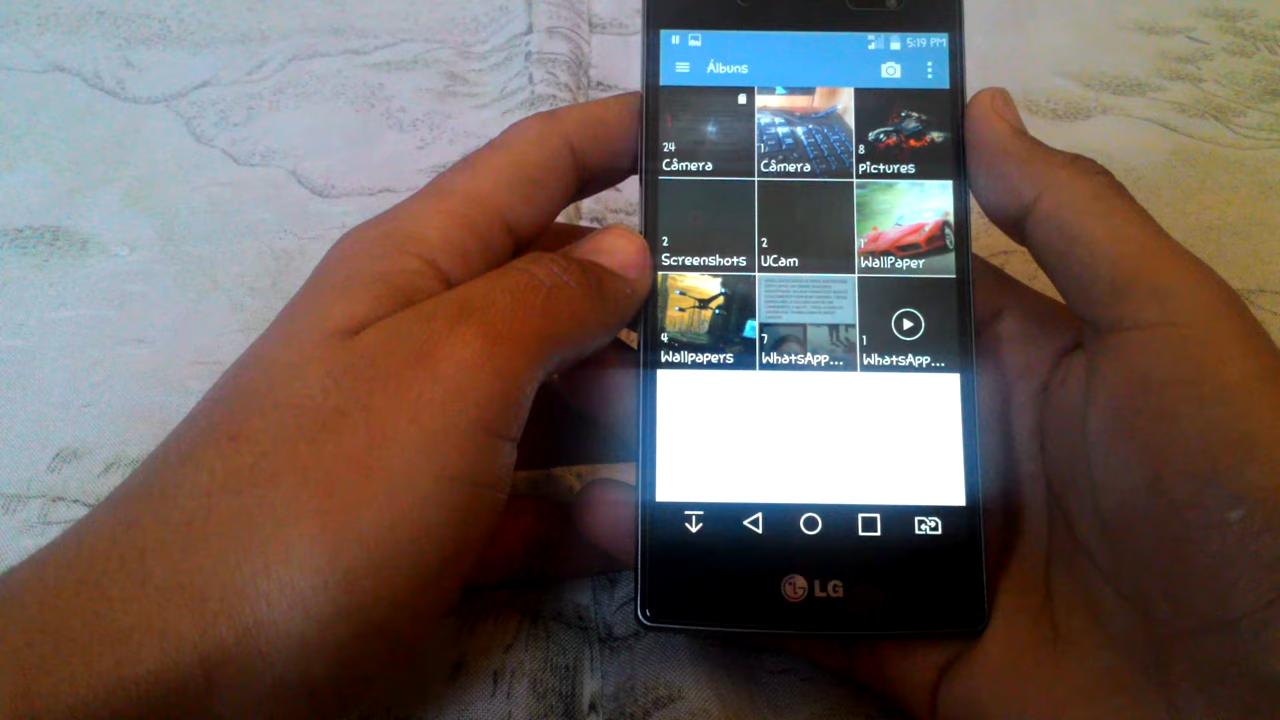 5:19 PM
Álbuns
24
Câmera
1
Câmera
8
Pictures
2
Screenshots
2
UCam
1
WallPaper
4
Wallpapers
7
WhatsApp...
1
WhatsApp...
LG